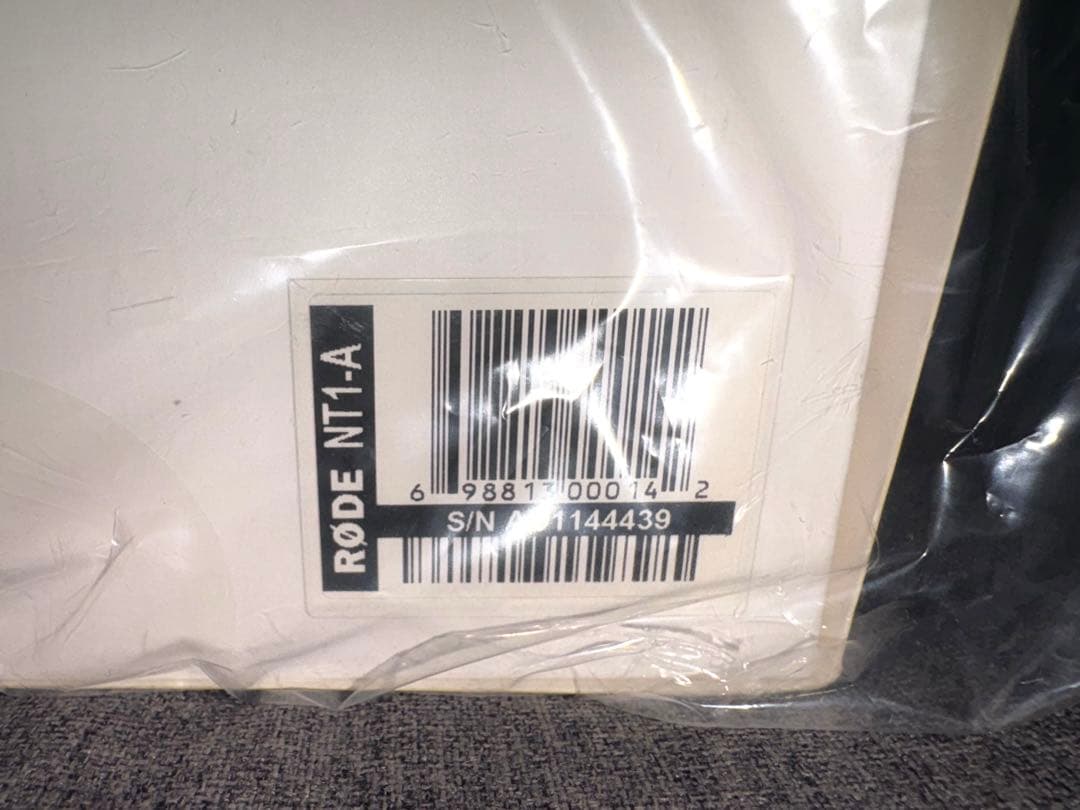 RØDE NT1-A
6 98813 00014 2
S/N